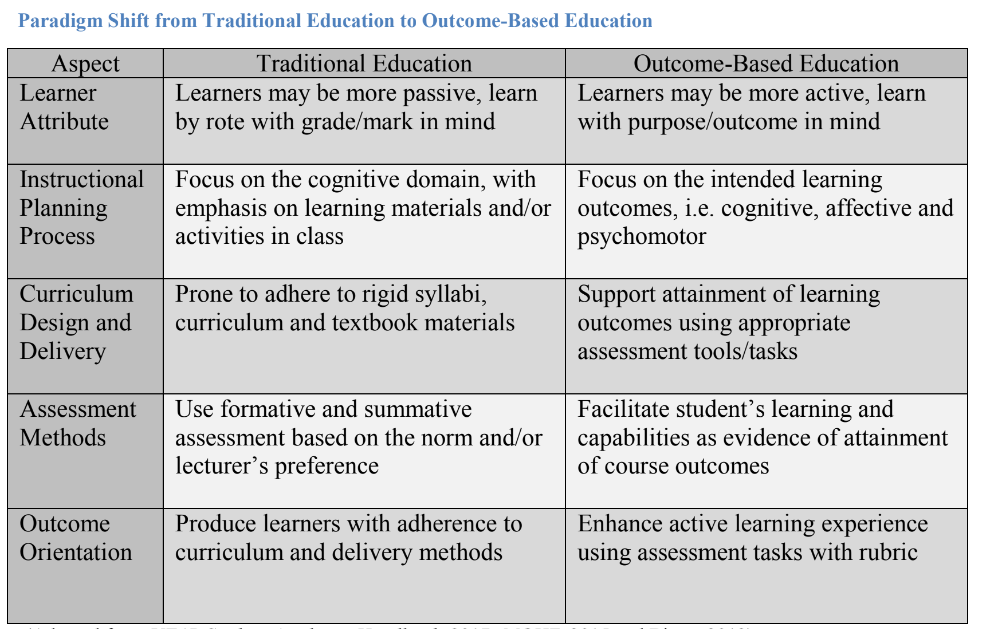 Paradigm Shift from Traditional Education to Outcome-Based Education
Aspect
Traditional Education
Outcome-Based Education
Learner
Attribute
Learners may be more passive, learn
by rote with grade/mark in mind
Learners may be more active, learn
with purpose/outcome in mind
Instructional
Planning
Process
Focus on the cognitive domain, with
emphasis on learning materials and/or
activities in class
Focus on the intended learning
outcomes, i.e. cognitive, affective and
psychomotor
Curriculum
Design and
Delivery
Prone to adhere to rigid syllabi,
curriculum and textbook materials
Support attainment of learning
outcomes using appropriate
assessment tools/tasks
Assessment
Methods
Use formative and summative
assessment based on the norm and/or
lecturer’s preference
Facilitate student’s learning and
capabilities as evidence of attainment
of course outcomes
Outcome
Orientation
Produce learners with adherence to
curriculum and delivery methods
Enhance active learning experience
using assessment tasks with rubric